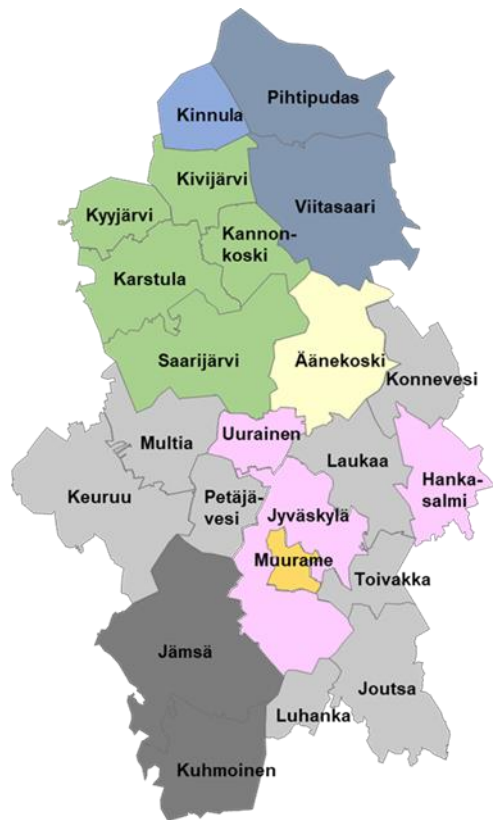 Pihtipudas
Kinnula
Kivijärvi
Viitasaari
Kyyjärvi
Kannon-
koski
Karstula
Saarijärvi
Äänekoski
Konnevesi
Uurainen
Multia
Laukaa
Hanka-
salmi
Keuruu
Petäjä-
vesi
Jyväskylä
Muurame
Toivakka
Jämsä
Joutsa
Luhanka
Kuhmoinen